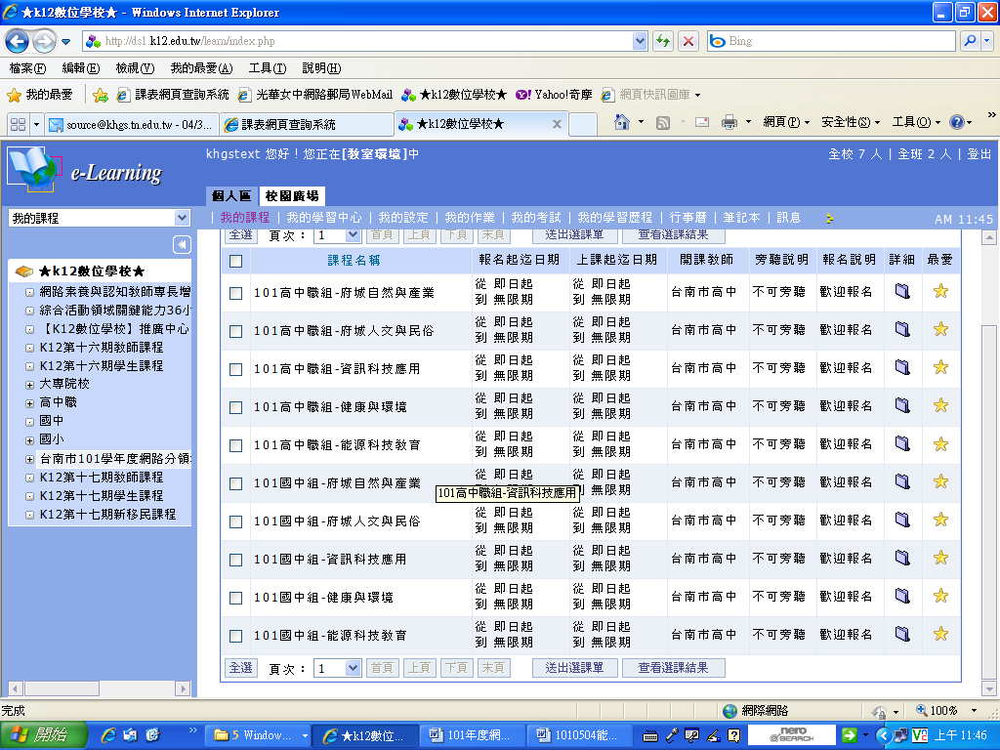 ★k12數位學校★ - Windows Internet Explorer
http://ds1.k12.edu.tw/learn/index.php
Bing
檔案(F) 編輯(E) 檢視(V) 我的最愛(A) 工具(T) 說明(H)
我的最愛 課表網頁查詢系統 光華女中網路郵局WebMail ★k12數位學校★ Yahoo!奇摩 網頁快訊圖庫
source@khgs.tn.edu.tw - 04/3... 課表網頁查詢系統 ★k12數位學校★ 網頁(P) 安全性(S) 工具(O)
e-Learning
khgstext 您好！您正在[教室環境]中
全校 7 人 | 全班 2 人 | 登出
個人區 校園廣場
| 我的課程 | 我的學習中心 | 我的設定 | 我的作業 | 我的考試 | 我的學習歷程 | 行事曆 | 筆記本 | 訊息
AM 11:45
我的課程
★k12數位學校★
網路素養與認知教師專長增
綜合活動領域關鍵能力36小
【K12數位學校】推廣中心
K12第十六期教師課程
K12第十六期學生課程
大專院校
高中職
國中
國小
台南市101學年度網路分領
K12第十七期教師課程
K12第十七期學生課程
K12第十七期新移民課程
全選 頁次： 1 首頁 上頁 下頁 末頁 送出選課單 查看選課結果
課程名稱 報名起迄日期 上課起迄日期 開課教師 旁聽說明 報名說明 詳細 最愛
101高中職組-府城自然與產業 從 即日起 從 即日起 台南市高中 不可旁聽 歡迎報名
到 無限期 到 無限期
101高中職組-府城人文與民俗 從 即日起 從 即日起 台南市高中 不可旁聽 歡迎報名
到 無限期 到 無限期
101高中職組-資訊科技應用 從 即日起 從 即日起 台南市高中 不可旁聽 歡迎報名
到 無限期 到 無限期
101高中職組-健康與環境 從 即日起 從 即日起 台南市高中 不可旁聽 歡迎報名
到 無限期 到 無限期
101高中職組-能源科技教育 從 即日起 從 即日起 台南市高中 不可旁聽 歡迎報名
到 無限期 到 無限期
101國中組-府城自然與產業 從 即日起 從 即日起 台南市高中 不可旁聽 歡迎報名
101高中職組-資訊科技應用 到 無限期
101國中組-府城人文與民俗 從 即日起 從 即日起 台南市高中 不可旁聽 歡迎報名
到 無限期 到 無限期
101國中組-資訊科技應用 從 即日起 從 即日起 台南市高中 不可旁聽 歡迎報名
到 無限期 到 無限期
101國中組-健康與環境 從 即日起 從 即日起 台南市高中 不可旁聽 歡迎報名
到 無限期 到 無限期
101國中組-能源科技教育 從 即日起 從 即日起 台南市高中 不可旁聽 歡迎報名
到 無限期 到 無限期
全選 頁次： 1 首頁 上頁 下頁 末頁 送出選課單 查看選課結果
完成 網際網路 100%
開始 5 Window... ★k12數位... 101年度網... 1010504能... nero SEARCH 上午 11:46